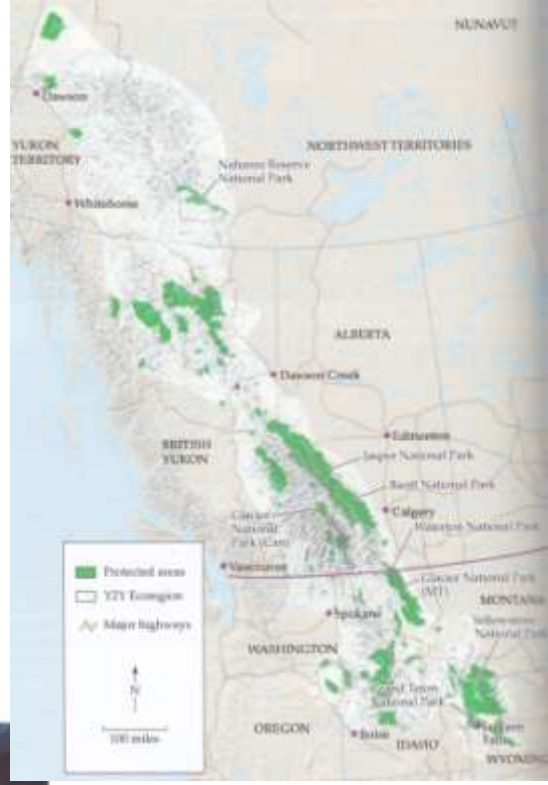 NUNAVUT
Dawson
YUKON
TERRITORY
NORTHWEST TERRITORIES
Nahanni Reserve
National Park
Whitehorse
ALBERTA
Dawson Creek
BRITISH
YUKON
Edmonton
Jasper National Park
Banff National Park
Glacier
National
Park (Can)
Calgary
Waterton National Park
Vancouver
Glacier National Park
(MT)
MONTANA
Spokane
Yellowstone
National Park
WASHINGTON
Grand Teton
National Park
OREGON
Boise
IDAHO
WYOMING
Protected areas
Y2Y Ecoregion
Major highways
N
100 miles